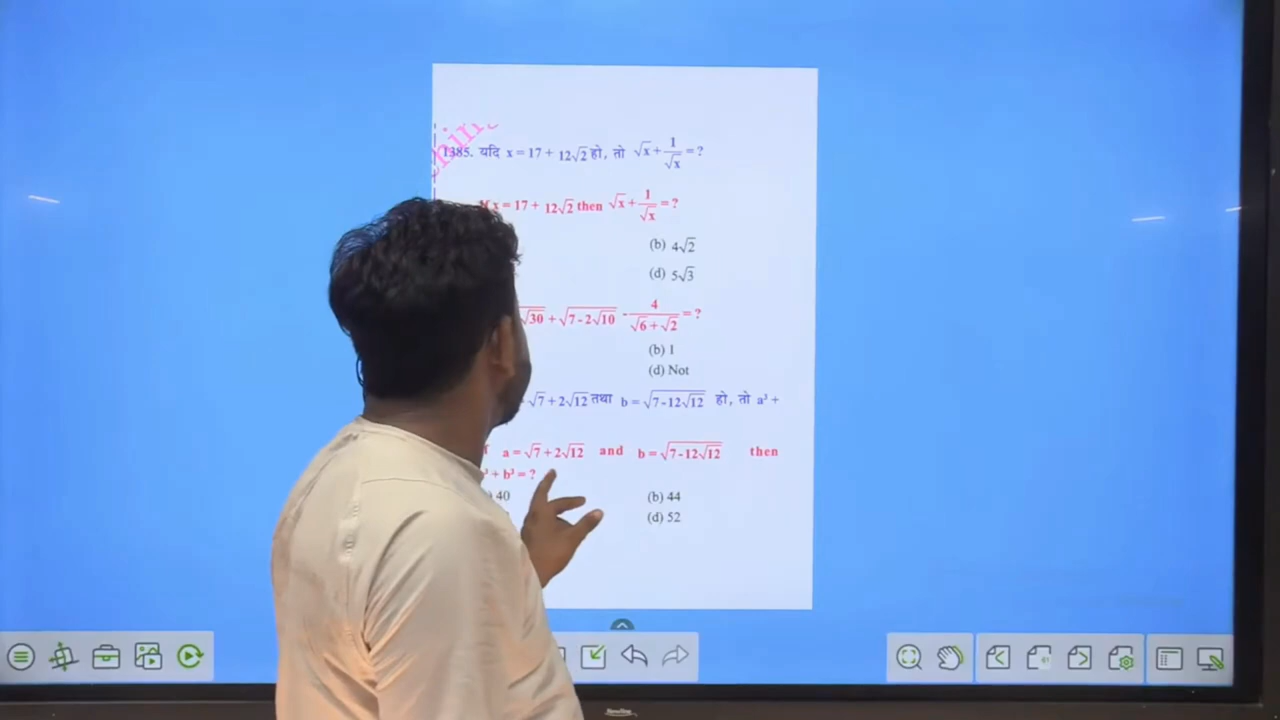 1385. यदि x = 17 + 12√2 हो, तो √x + 1/√x = ?
x = 17 + 12√2 then √x + 1/√x = ?
(b) 4√2
(d) 5√3
√30 + √(7 - 2√10) - 4/(√6 + √2) = ?
(b) 1
(d) Not
√7 + 2√12 तथा b = √(7 - 12√12) हो, तो a³ +
a = √7 + 2√12 and b = √(7 - 12√12) then
+ b³ = ?
40
(b) 44
(d) 52